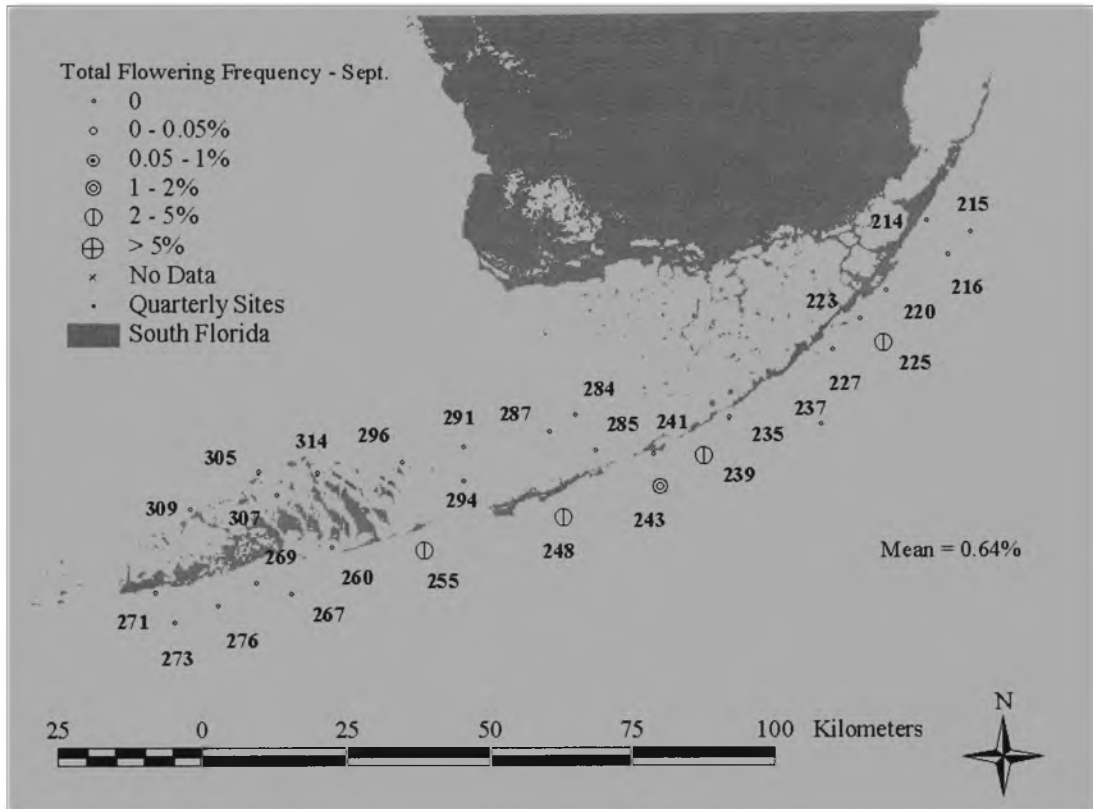 Total Flowering Frequency - Sept.
0
0 - 0.05%
0.05 - 1%
1 - 2%
2 - 5%
> 5%
No Data
Quarterly Sites
South Florida
214
215
216
220
223
225
227
237
235
241
239
243
284
285
287
291
294
248
296
314
305
309
307
269
260
255
267
271
276
273
Mean = 0.64%
25 0 25 50 75 100 Kilometers
N